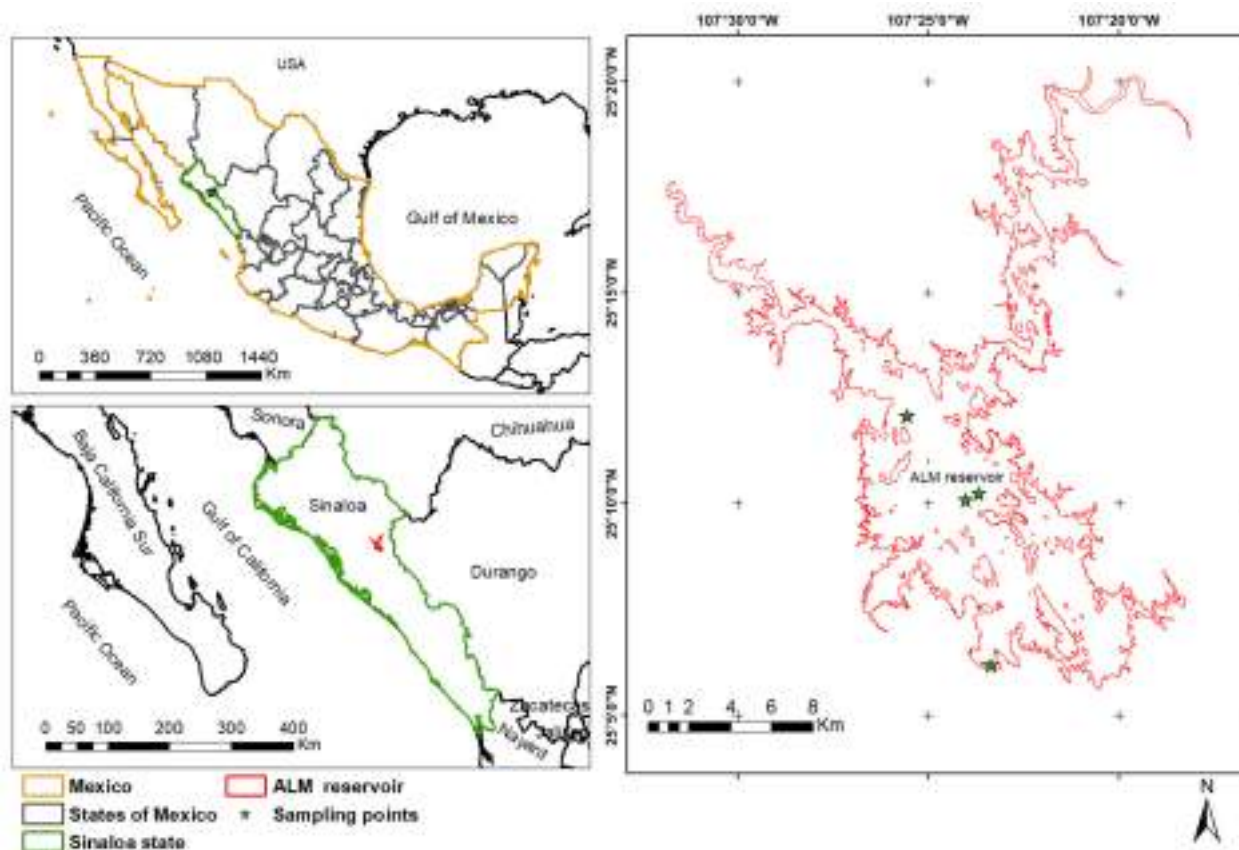 USA
Pacific Ocean
Gulf of Mexico
0 360 720 1080 1440
Km
Sonora
Chihuahua
Baja California Sur
Gulf of California
Sinaloa
Durango
Pacific Ocean
Zacatecas
Nayarit
0 50 100 200 300 400
Km
Mexico
States of Mexico
Sinaloa state
ALM reservoir
Sampling points
107°30'0"W 107°25'0"W 107°20'0"W
25°20'0"N
25°15'0"N
25°10'0"N
25°5'0"N
ALM reservoir
0 1 2 4 6 8
Km
N